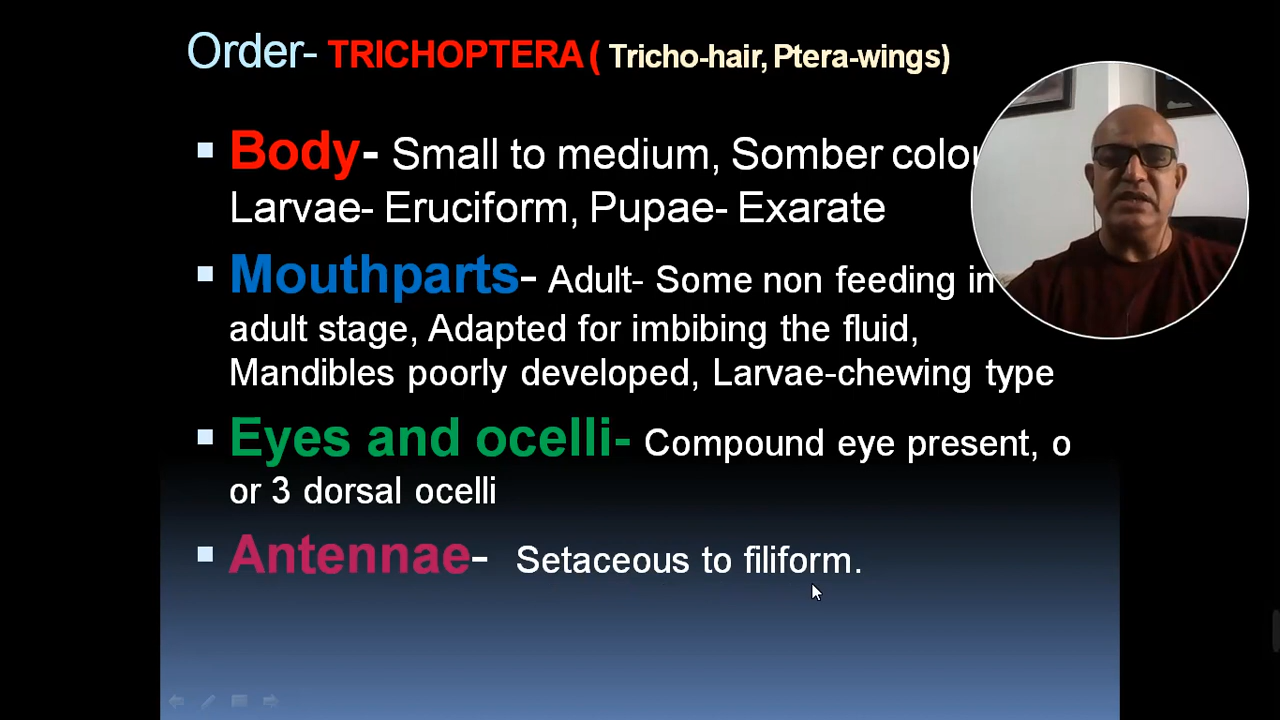 Order- TRICHOPTERA ( Tricho-hair, Ptera-wings)
Body- Small to medium, Somber
Larvae- Eruciform, Pupae- Exarate
Mouthparts- Adult- Some non feeding in
adult stage, Adapted for imbibing the fluid,
Mandibles poorly developed, Larvae-chewing type
Eyes and ocelli- Compound eye present, o
or 3 dorsal ocelli
Antennae- Setaceous to filiform.